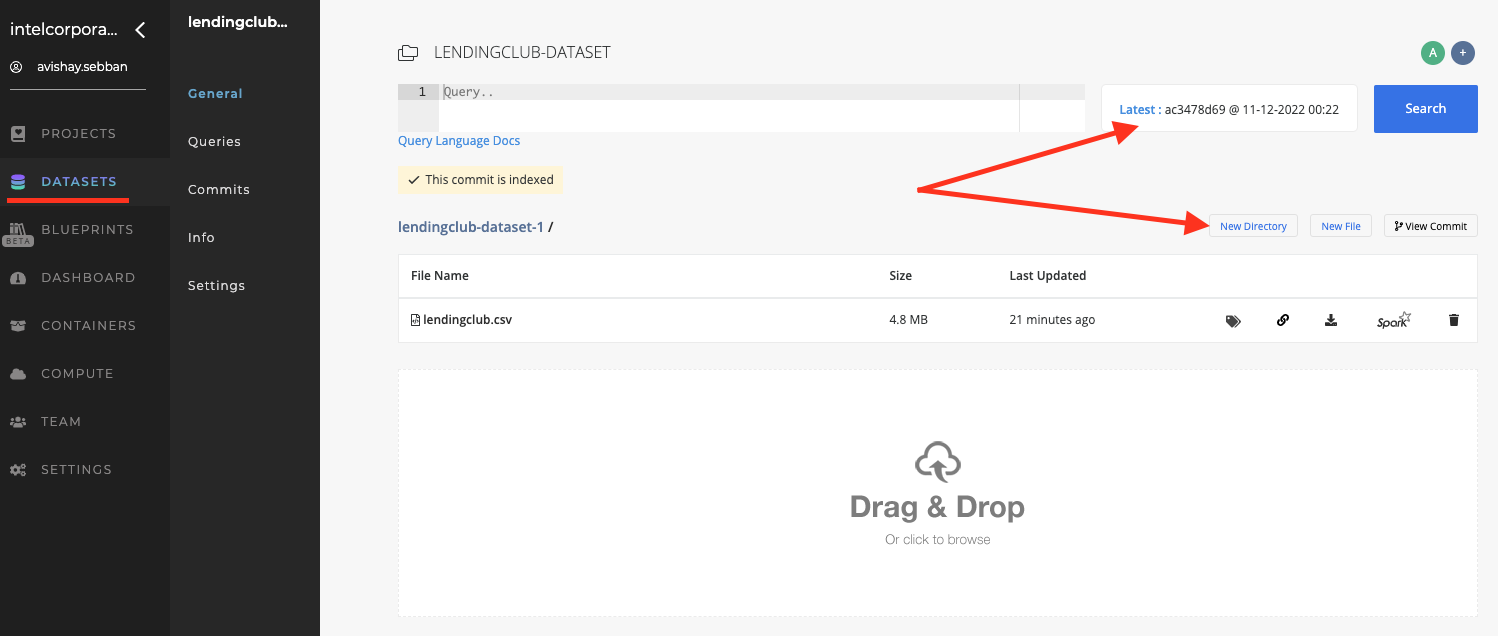 intelcorpora...
avishay.sebban
PROJECTS
DATASETS
BLUEPRINTS
BETA
DASHBOARD
CONTAINERS
COMPUTE
TEAM
SETTINGS
lendingclub...
General
Queries
Commits
Info
Settings
LENDINGCLUB-DATASET
A +
1 Query..
Latest : ac3478d69 @ 11-12-2022 00:22
Search
Query Language Docs
This commit is indexed
lendingclub-dataset-1 /
New Directory New File View Commit
File Name Size Last Updated
lendingclub.csv 4.8 MB 21 minutes ago Spark
Drag & Drop
Or click to browse